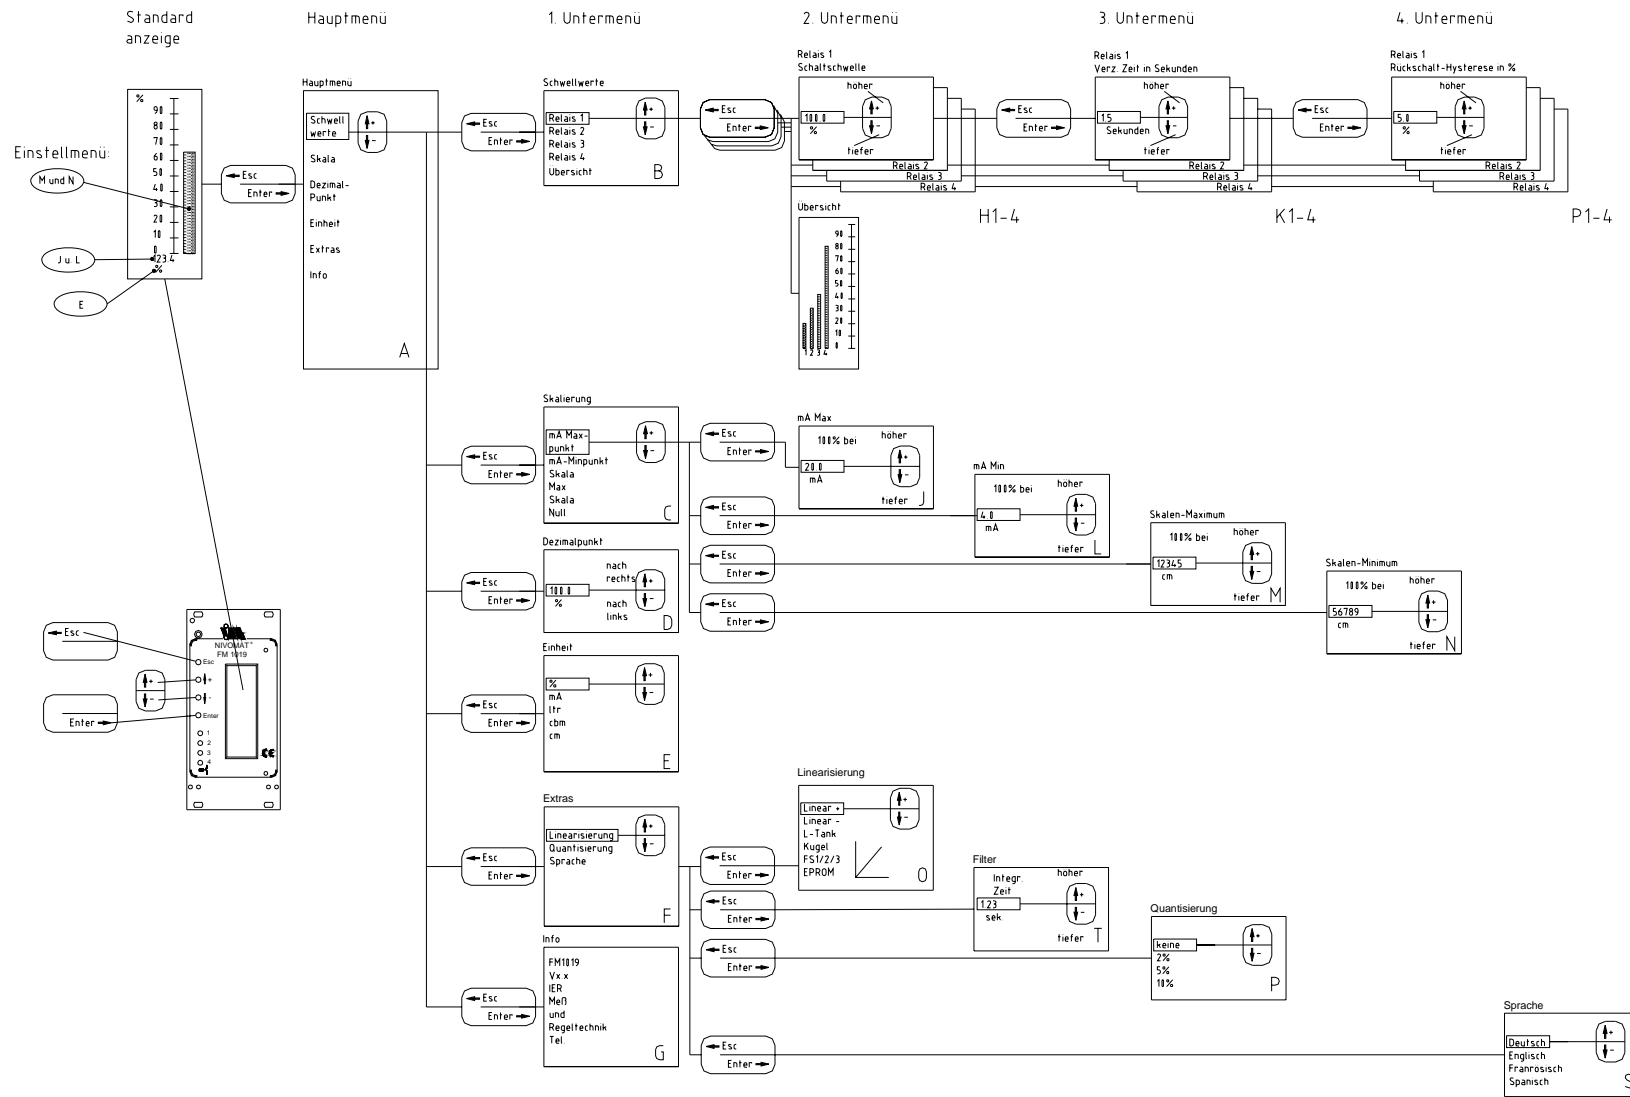 Standard
anzeige
Hauptmenü
1. Untermenü
2. Untermenü
3. Untermenü
4. Untermenü
Einstellmenü:
M und N
J u. L
E
%
90
80
70
60
50
40
30
20
10
0
123.4
%
Esc
Enter
Hauptmenü
Schwell
werte
+
-
Skala
Dezimal-
Punkt
Einheit
Extras
Info
A
Esc
Enter
Schwellwerte
Relais 1
Relais 2
Relais 3
Relais 4
Übersicht
+
-
B
Esc
Enter
Relais 1
Schaltschwelle
höher
100.0
%
+
-
tiefer
Relais 2
Relais 3
Relais 4
H1-4
Esc
Enter
Relais 1
Verz. Zeit in Sekunden
höher
15
Sekunden
+
-
tiefer
Relais 2
Relais 3
Relais 4
K1-4
Esc
Enter
Relais 1
Rückschalt-Hysterese in %
höher
5.0
%
+
-
tiefer
Relais 2
Relais 3
Relais 4
P1-4
Übersicht
90
80
70
60
50
40
30
20
10
0
1 2 3 4
Esc
Enter
Skalierung
mA Max-
punkt
mA-Minpunkt
Skala
Max
Skala
Null
+
-
C
Esc
Enter
mA Max
100% bei
höher
20.0
mA
+
-
tiefer
J
Esc
Enter
mA Min
100% bei
höher
4.0
mA
+
-
tiefer
L
Esc
Enter
Skalen-Maximum
100% bei
höher
12345
cm
+
-
tiefer
M
Esc
Enter
Skalen-Minimum
100% bei
höher
56789
cm
+
-
tiefer
N
Esc
Enter
Dezimalpunkt
nach
rechts
100.0
%
nach
links
+
-
D
Esc
Enter
Einheit
%
mA
ltr
cbm
cm
+
-
E
Esc
+
-
Enter
NIVOMAT®
FM 1019
Esc
+
-
Enter
1
2
3
4
CE
Esc
Enter
Extras
Linearisierung
Quantisierung
Sprache
+
-
F
Esc
Enter
Linearisierung
Linear +
Linear -
L-Tank
Kugel
FS1/2/3
EPROM
+
-
O
Esc
Enter
Filter
Integr.
Zeit
höher
1.23
sek.
+
-
tiefer
T
Esc
Enter
Quantisierung
keine
2%
5%
10%
+
-
P
Esc
Enter
Info
FM1019
Vx.x
IER
Meß
und
Regeltechnik
Tel.
G
Esc
Enter
Sprache
Deutsch
Englisch
Franrösisch
Spanisch
+
-
S